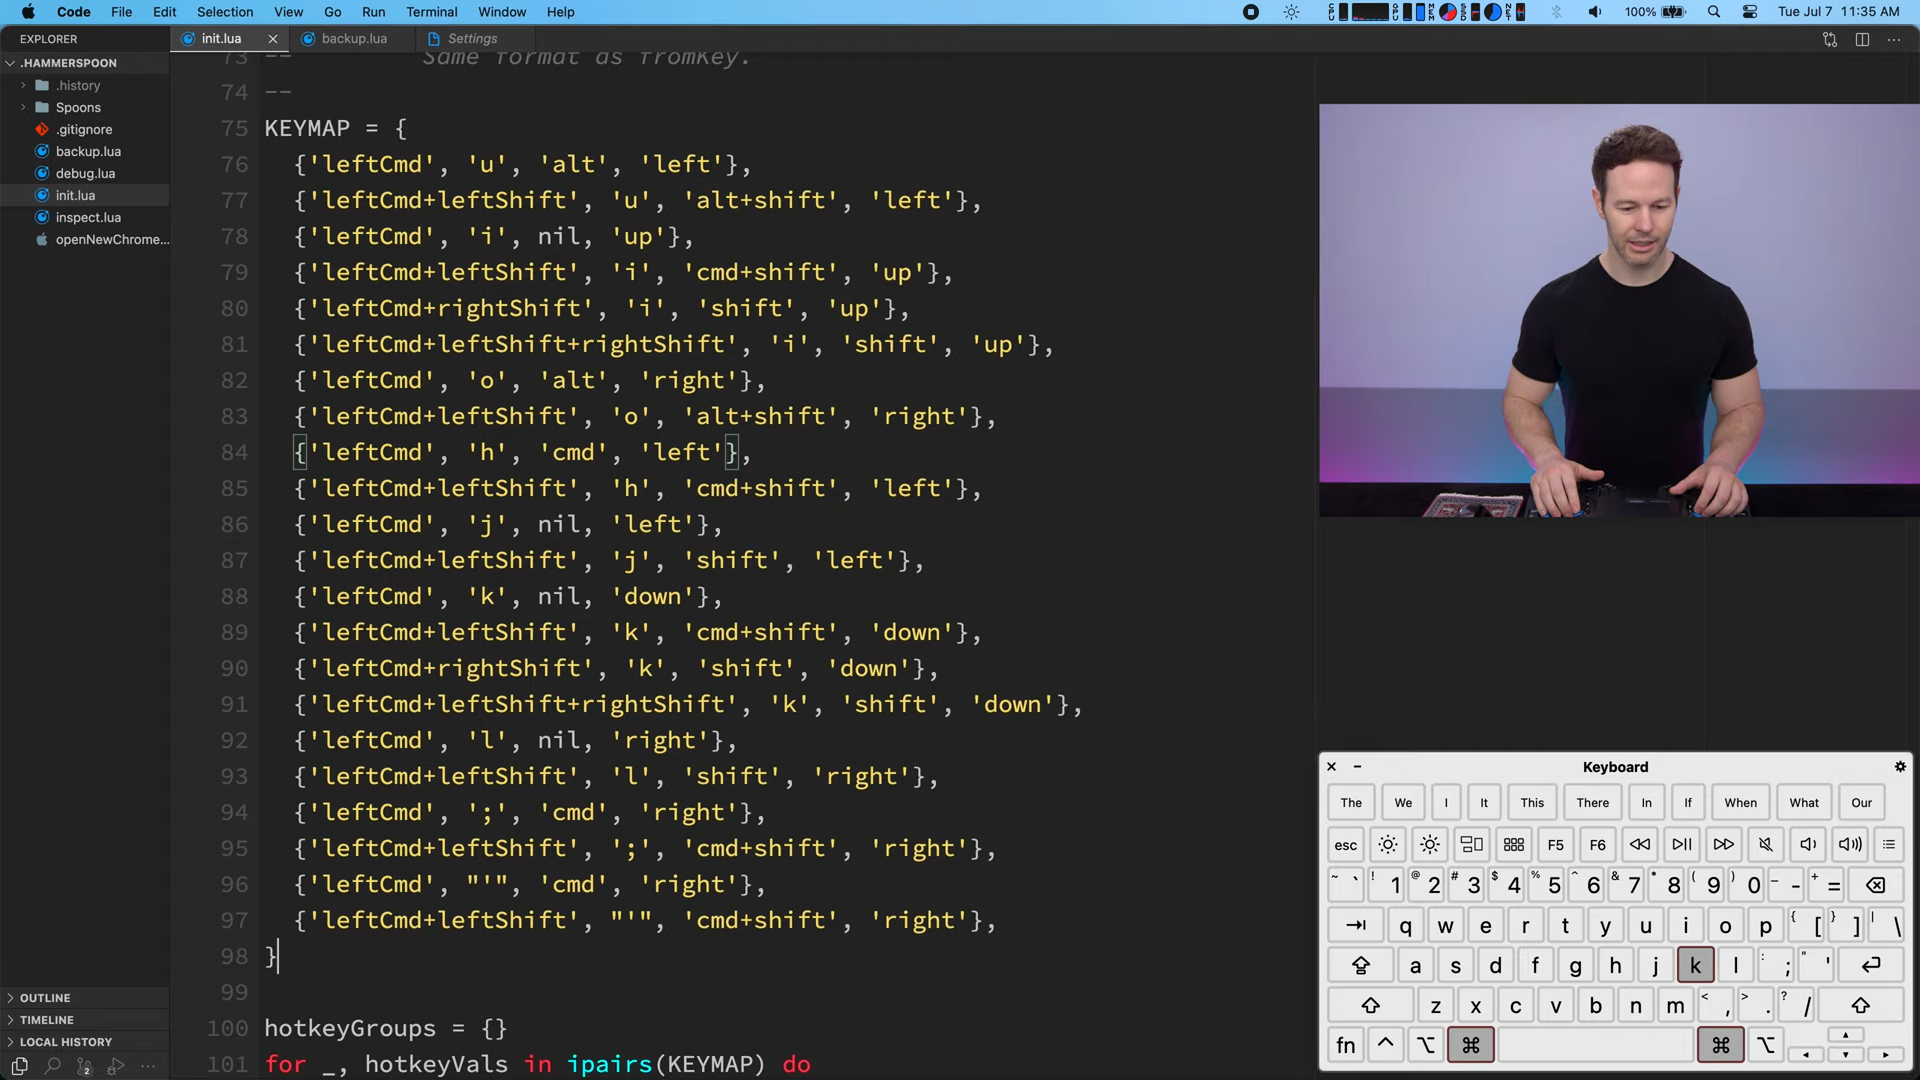 Code File Edit Selection View Go Run Terminal Window Help
100% Tue Jul 7 11:35 AM
EXPLORER
init.lua
backup.lua
Settings
.HAMMERSPOON
.history
Spoons
.gitignore
backup.lua
debug.lua
init.lua
inspect.lua
openNewChrome...
OUTLINE
TIMELINE
LOCAL HISTORY
2
73 -- Same format as fromKey.
74 --
75 KEYMAP = {
76 {'leftCmd', 'u', 'alt', 'left'},
77 {'leftCmd+leftShift', 'u', 'alt+shift', 'left'},
78 {'leftCmd', 'i', nil, 'up'},
79 {'leftCmd+leftShift', 'i', 'cmd+shift', 'up'},
80 {'leftCmd+rightShift', 'i', 'shift', 'up'},
81 {'leftCmd+leftShift+rightShift', 'i', 'shift', 'up'},
82 {'leftCmd', 'o', 'alt', 'right'},
83 {'leftCmd+leftShift', 'o', 'alt+shift', 'right'},
84 {'leftCmd', 'h', 'cmd', 'left'},
85 {'leftCmd+leftShift', 'h', 'cmd+shift', 'left'},
86 {'leftCmd', 'j', nil, 'left'},
87 {'leftCmd+leftShift', 'j', 'shift', 'left'},
88 {'leftCmd', 'k', nil, 'down'},
89 {'leftCmd+leftShift', 'k', 'cmd+shift', 'down'},
90 {'leftCmd+rightShift', 'k', 'shift', 'down'},
91 {'leftCmd+leftShift+rightShift', 'k', 'shift', 'down'},
92 {'leftCmd', 'l', nil, 'right'},
93 {'leftCmd+leftShift', 'l', 'shift', 'right'},
94 {'leftCmd', ';', 'cmd', 'right'},
95 {'leftCmd+leftShift', ';', 'cmd+shift', 'right'},
96 {'leftCmd', "'", 'cmd', 'right'},
97 {'leftCmd+leftShift', "'", 'cmd+shift', 'right'},
98 }
99
100 hotkeyGroups = {}
101 for _, hotkeyVals in ipairs(KEYMAP) do
Keyboard
The We I It This There In If When What Our
esc F5 F6
~ ` ! 1 @ 2 # 3 $ 4 % 5 ^ 6 & 7 * 8 ( 9 ) 0 _ - + =
q w e r t y u i o p { [ } ] | \
a s d f g h j k l : ; " '
z x c v b n m < , > . ? /
fn ^ ⌥ ⌘ ⌘ ⌥